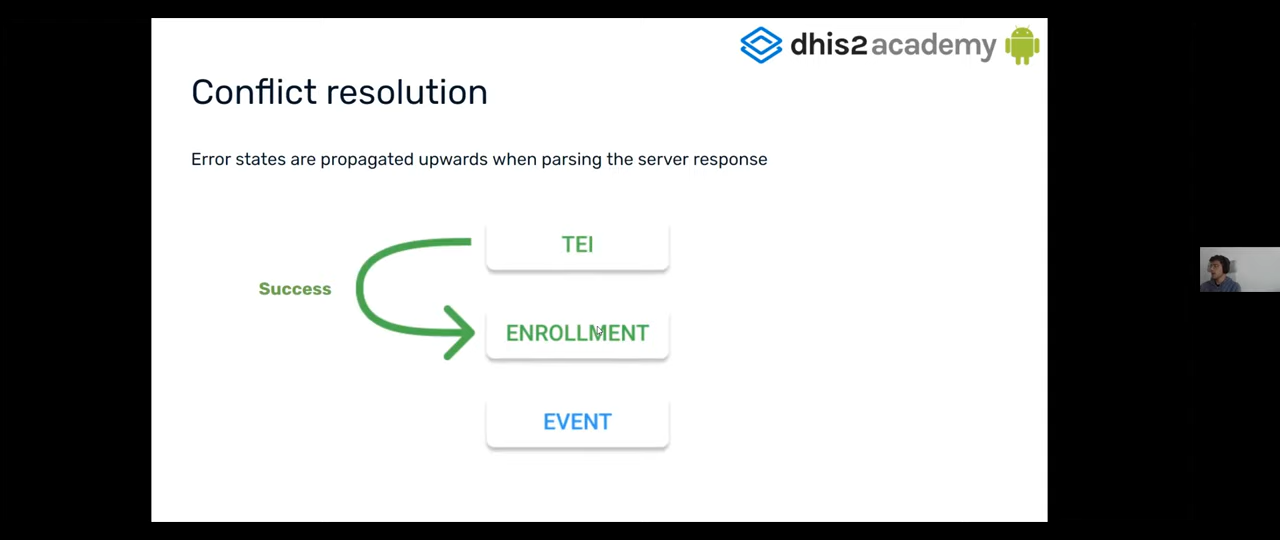 dhis2 academy
Conflict resolution
Error states are propagated upwards when parsing the server response
TEI
Success
ENROLLMENT
EVENT